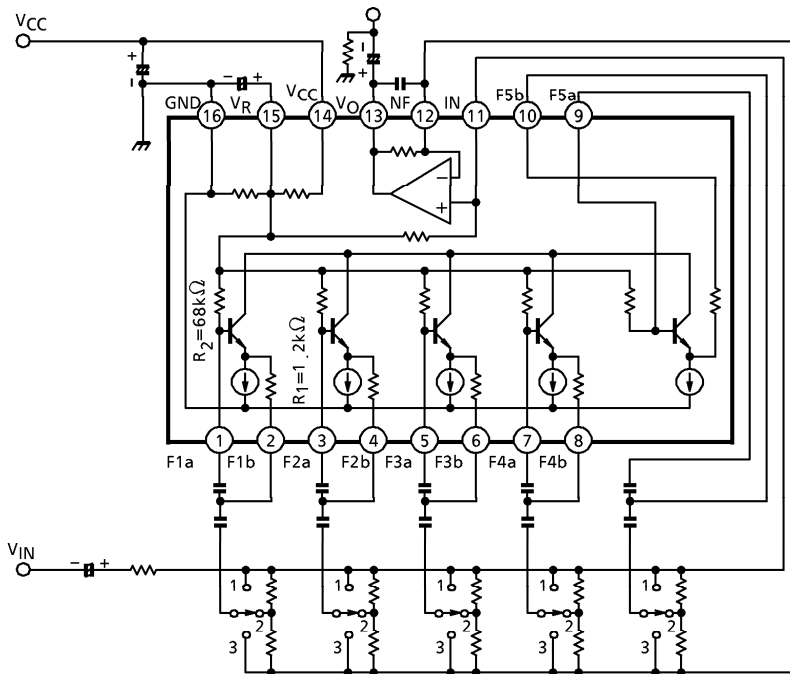 VCC
GND VR VCC VO NF IN F5b F5a
16 15 14 13 12 11 10 9
+
−
− +
−
+
−
+
R2=68kΩ
R1=1.2kΩ
1 2 3 4 5 6 7 8
F1a F1b F2a F2b F3a F3b F4a F4b
VIN
− +
1 1 1 1 1
2 2 2 2 2
3 3 3 3 3